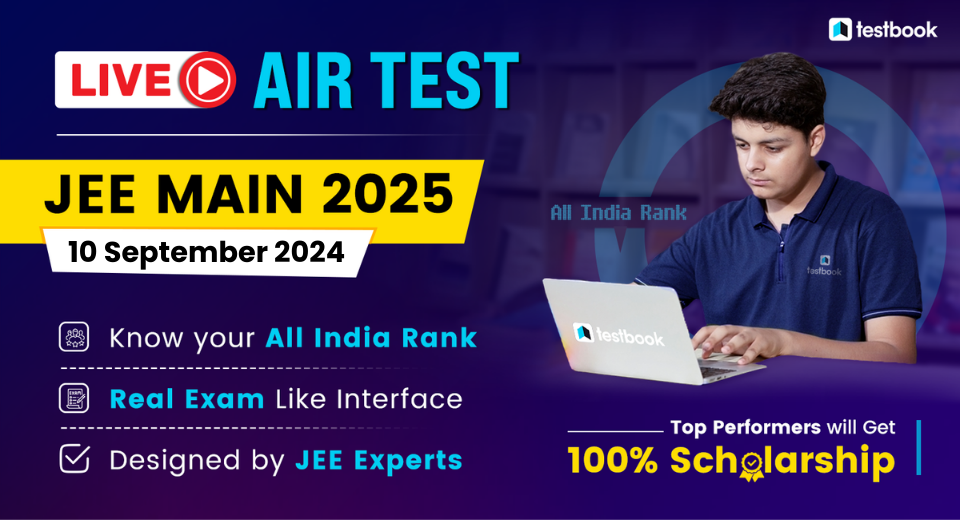 testbook
LIVE AIR TEST
JEE MAIN 2025
10 September 2024
All India Rank
testbook
testbook
Know your All India Rank
EXAM
Real Exam Like Interface
Designed by JEE Experts
Top Performers will Get
100% Scholarship